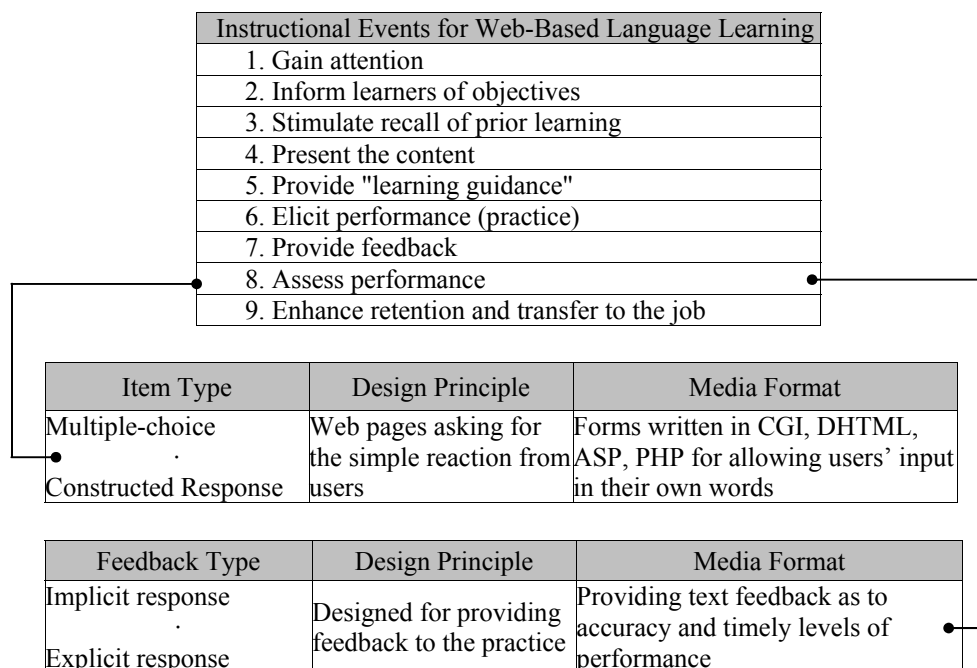 Instructional Events for Web-Based Language Learning
1. Gain attention
2. Inform learners of objectives
3. Stimulate recall of prior learning
4. Present the content
5. Provide "learning guidance"
6. Elicit performance (practice)
7. Provide feedback
8. Assess performance
9. Enhance retention and transfer to the job
Item Type Design Principle Media Format
Multiple-choice
.
Constructed Response
Web pages asking for
the simple reaction from
users
Forms written in CGI, DHTML,
ASP, PHP for allowing users’ input
in their own words
Feedback Type Design Principle Media Format
Implicit response
.
Explicit response
Designed for providing
feedback to the practice
Providing text feedback as to
accuracy and timely levels of
performance